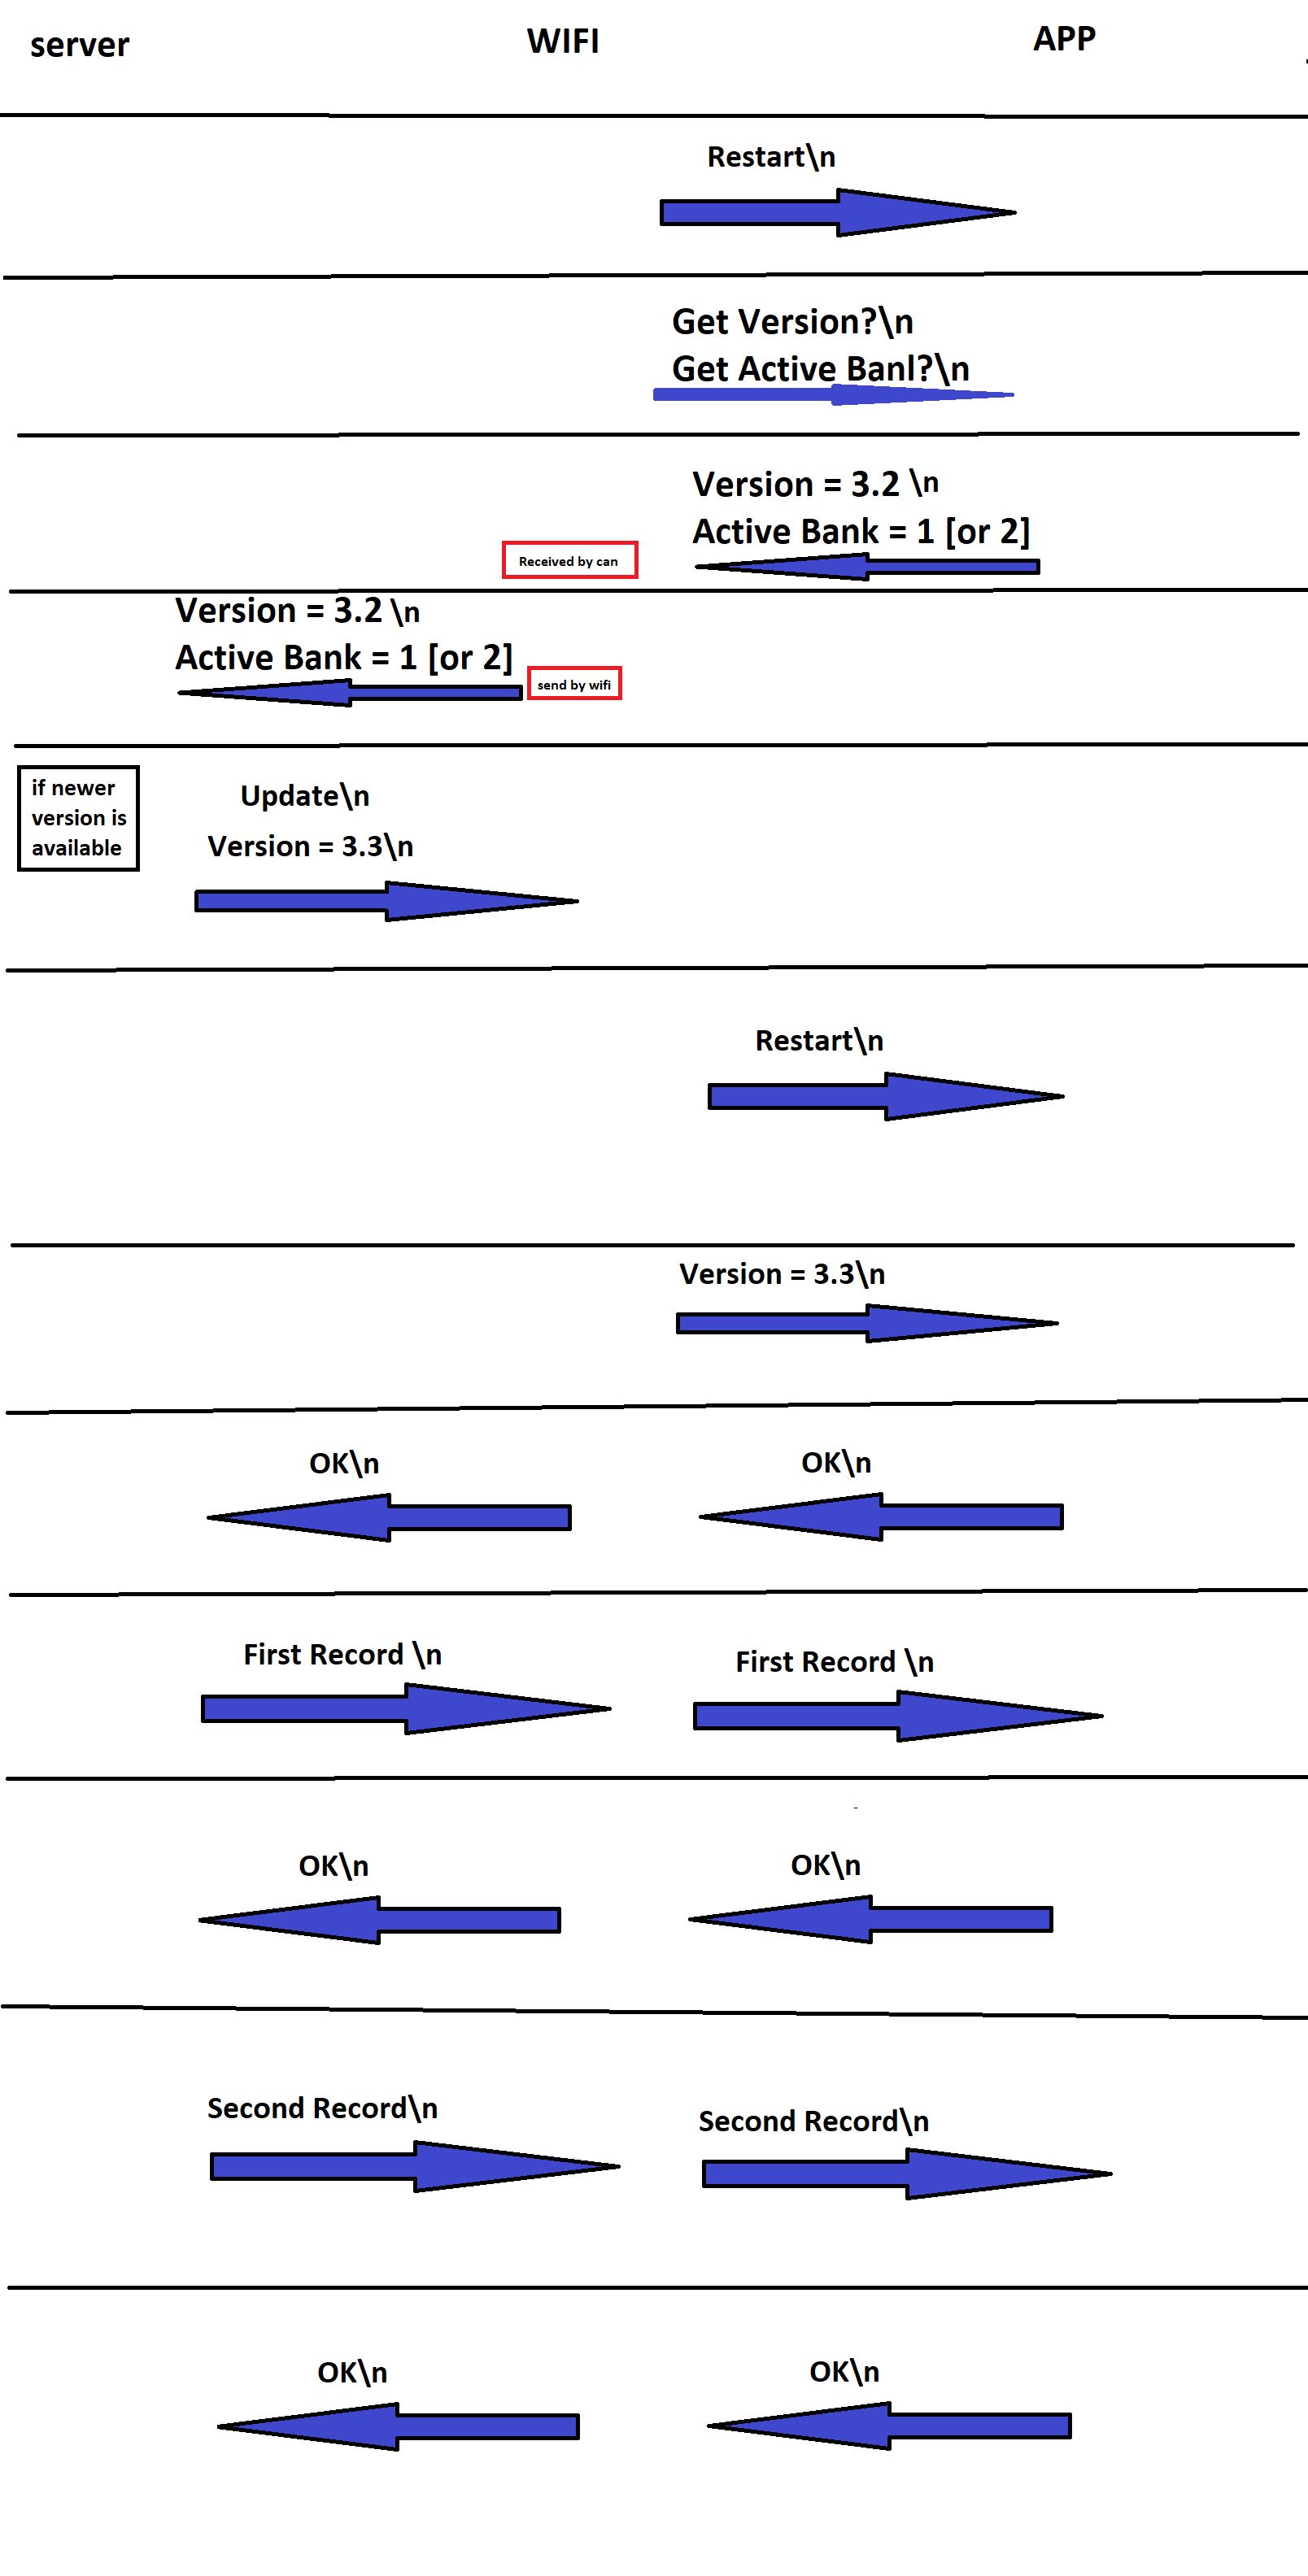 server
WIFI
APP
Restart\n
Get Version?\n
Get Active Banl?\n
Version = 3.2 \n
Active Bank = 1 [or 2]
Received by can
Version = 3.2 \n
Active Bank = 1 [or 2]
send by wifi
if newer
version is
available
Update\n
Version = 3.3\n
Restart\n
Version = 3.3\n
OK\n
OK\n
First Record \n
First Record \n
OK\n
OK\n
Second Record\n
Second Record\n
OK\n
OK\n